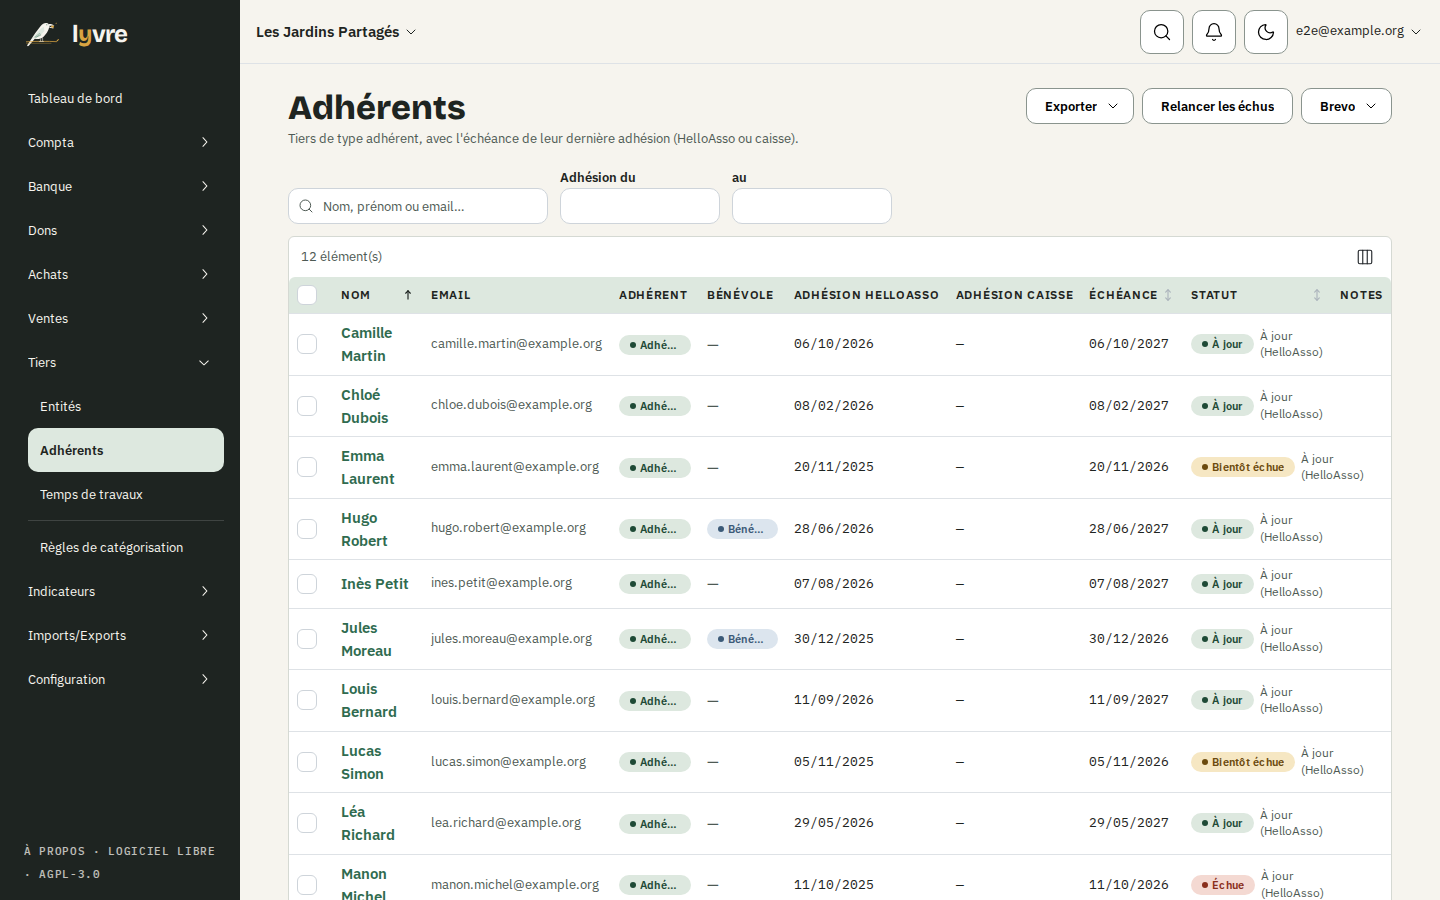 lyvre
Les Jardins Partagés
e2e@example.org
Tableau de bord
Compta
Banque
Dons
Achats
Ventes
Tiers
Entités
Adhérents
Temps de travaux
Règles de catégorisation
Indicateurs
Imports/Exports
Configuration
À PROPOS · LOGICIEL LIBRE
· AGPL-3.0
Adhérents
Tiers de type adhérent, avec l'échéance de leur dernière adhésion (HelloAsso ou caisse).
Exporter
Relancer les échus
Brevo
Adhésion du
au
Nom, prénom ou email...
12 élément(s)
NOM EMAIL ADHÉRENT BÉNÉVOLE ADHÉSION HELLOASSO ADHÉSION CAISSE ÉCHÉANCE STATUT NOTES
Camille Martin camille.martin@example.org Adhé... — 06/10/2026 — 06/10/2027 À jour À jour (HelloAsso)
Chloé Dubois chloe.dubois@example.org Adhé... — 08/02/2026 — 08/02/2027 À jour À jour (HelloAsso)
Emma Laurent emma.laurent@example.org Adhé... — 20/11/2025 — 20/11/2026 Bientôt échue À jour (HelloAsso)
Hugo Robert hugo.robert@example.org Adhé... Béné... 28/06/2026 — 28/06/2027 À jour À jour (HelloAsso)
Inès Petit ines.petit@example.org Adhé... — 07/08/2026 — 07/08/2027 À jour À jour (HelloAsso)
Jules Moreau jules.moreau@example.org Adhé... Béné... 30/12/2025 — 30/12/2026 À jour À jour (HelloAsso)
Louis Bernard louis.bernard@example.org Adhé... — 11/09/2026 — 11/09/2027 À jour À jour (HelloAsso)
Lucas Simon lucas.simon@example.org Adhé... — 05/11/2025 — 05/11/2026 Bientôt échue À jour (HelloAsso)
Léa Richard lea.richard@example.org Adhé... — 29/05/2026 — 29/05/2027 À jour À jour (HelloAsso)
Manon Michel manon.michel@example.org Adhé... — 11/10/2025 — 11/10/2026 Échue À jour (HelloAsso)